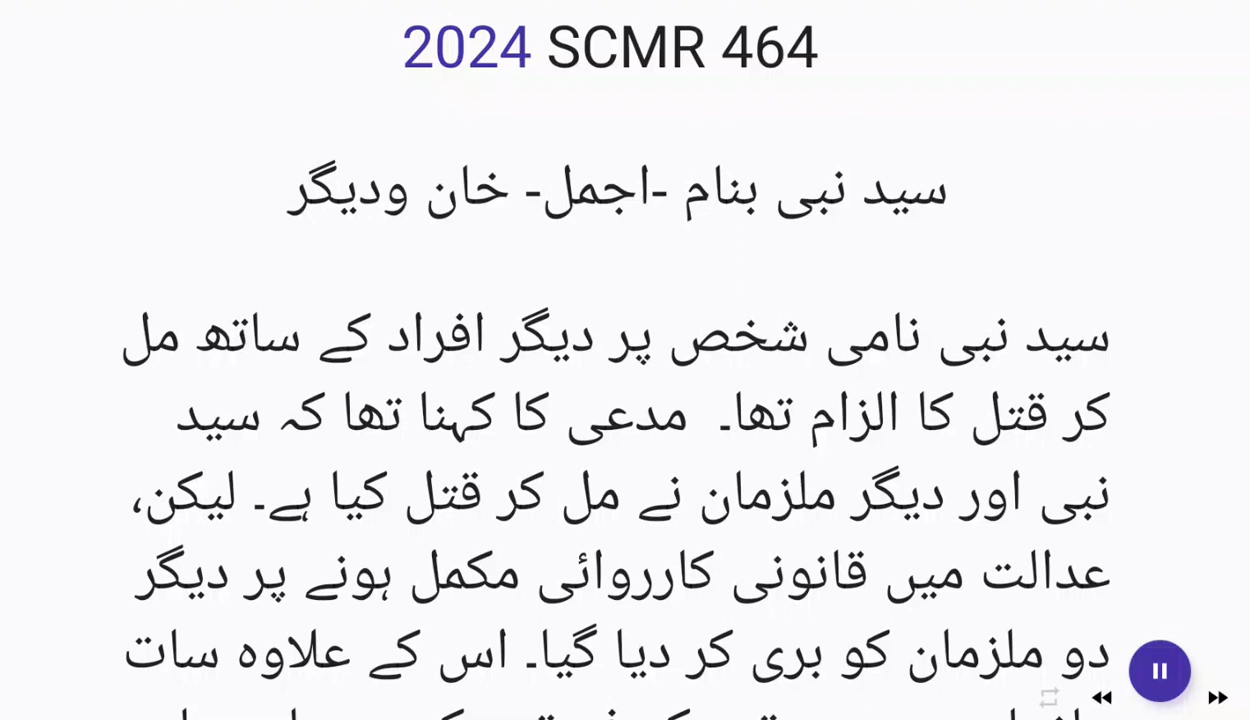 2024 SCMR 464
سید نبی بنام -اجمل- خان ودیگر
سید نبی نامی شخص پر دیگر افراد کے ساتھ مل
کر قتل کا الزام تھا۔ مدعی کا کہنا تھا کہ سید
نبی اور دیگر ملزمان نے مل کر قتل کیا ہے۔ لیکن،
عدالت میں قانونی کارروائی مکمل ہونے پر دیگر
دو ملزمان کو بری کر دیا گیا۔ اس کے علاوہ سات